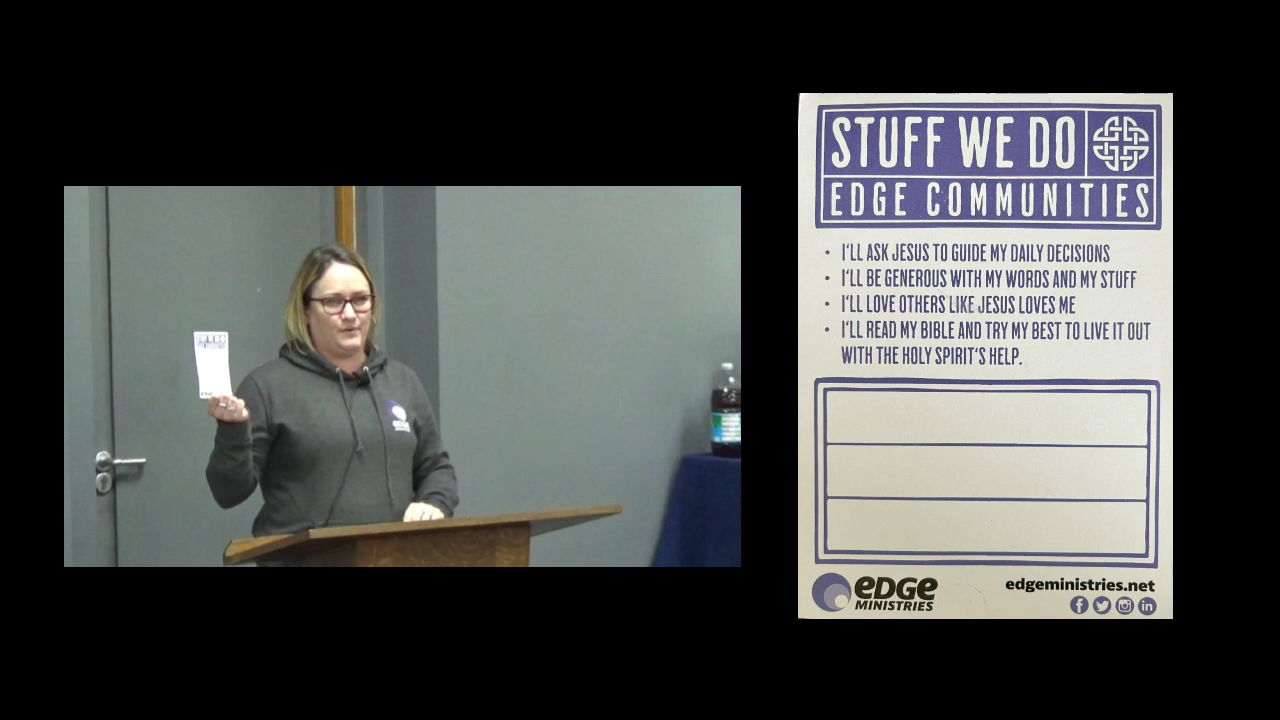 edge
STUFF WE DO
EDGE COMMUNITIES
• I'LL ASK JESUS TO GUIDE MY DAILY DECISIONS
• I'LL BE GENEROUS WITH MY WORDS AND MY STUFF
• I'LL LOVE OTHERS LIKE JESUS LOVES ME
• I'LL READ MY BIBLE AND TRY MY BEST TO LIVE IT OUT
WITH THE HOLY SPIRIT'S HELP.
edge
MINISTRIES
edgeministries.net